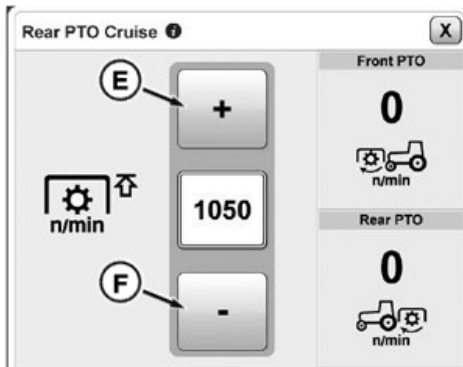 Rear PTO Cruise i
X
E
+
n/min
1050
F
-
Front PTO
0
n/min
Rear PTO
0
n/min